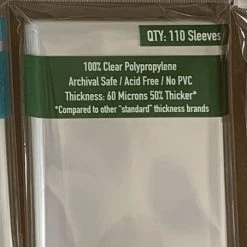 QTY: 110 Sleeves
100% Clear Polypropylene
Archival Safe / Acid Free / No PVC
Thickness: 60 Microns 50% Thicker*
*Compared to other "standard" thickness brands